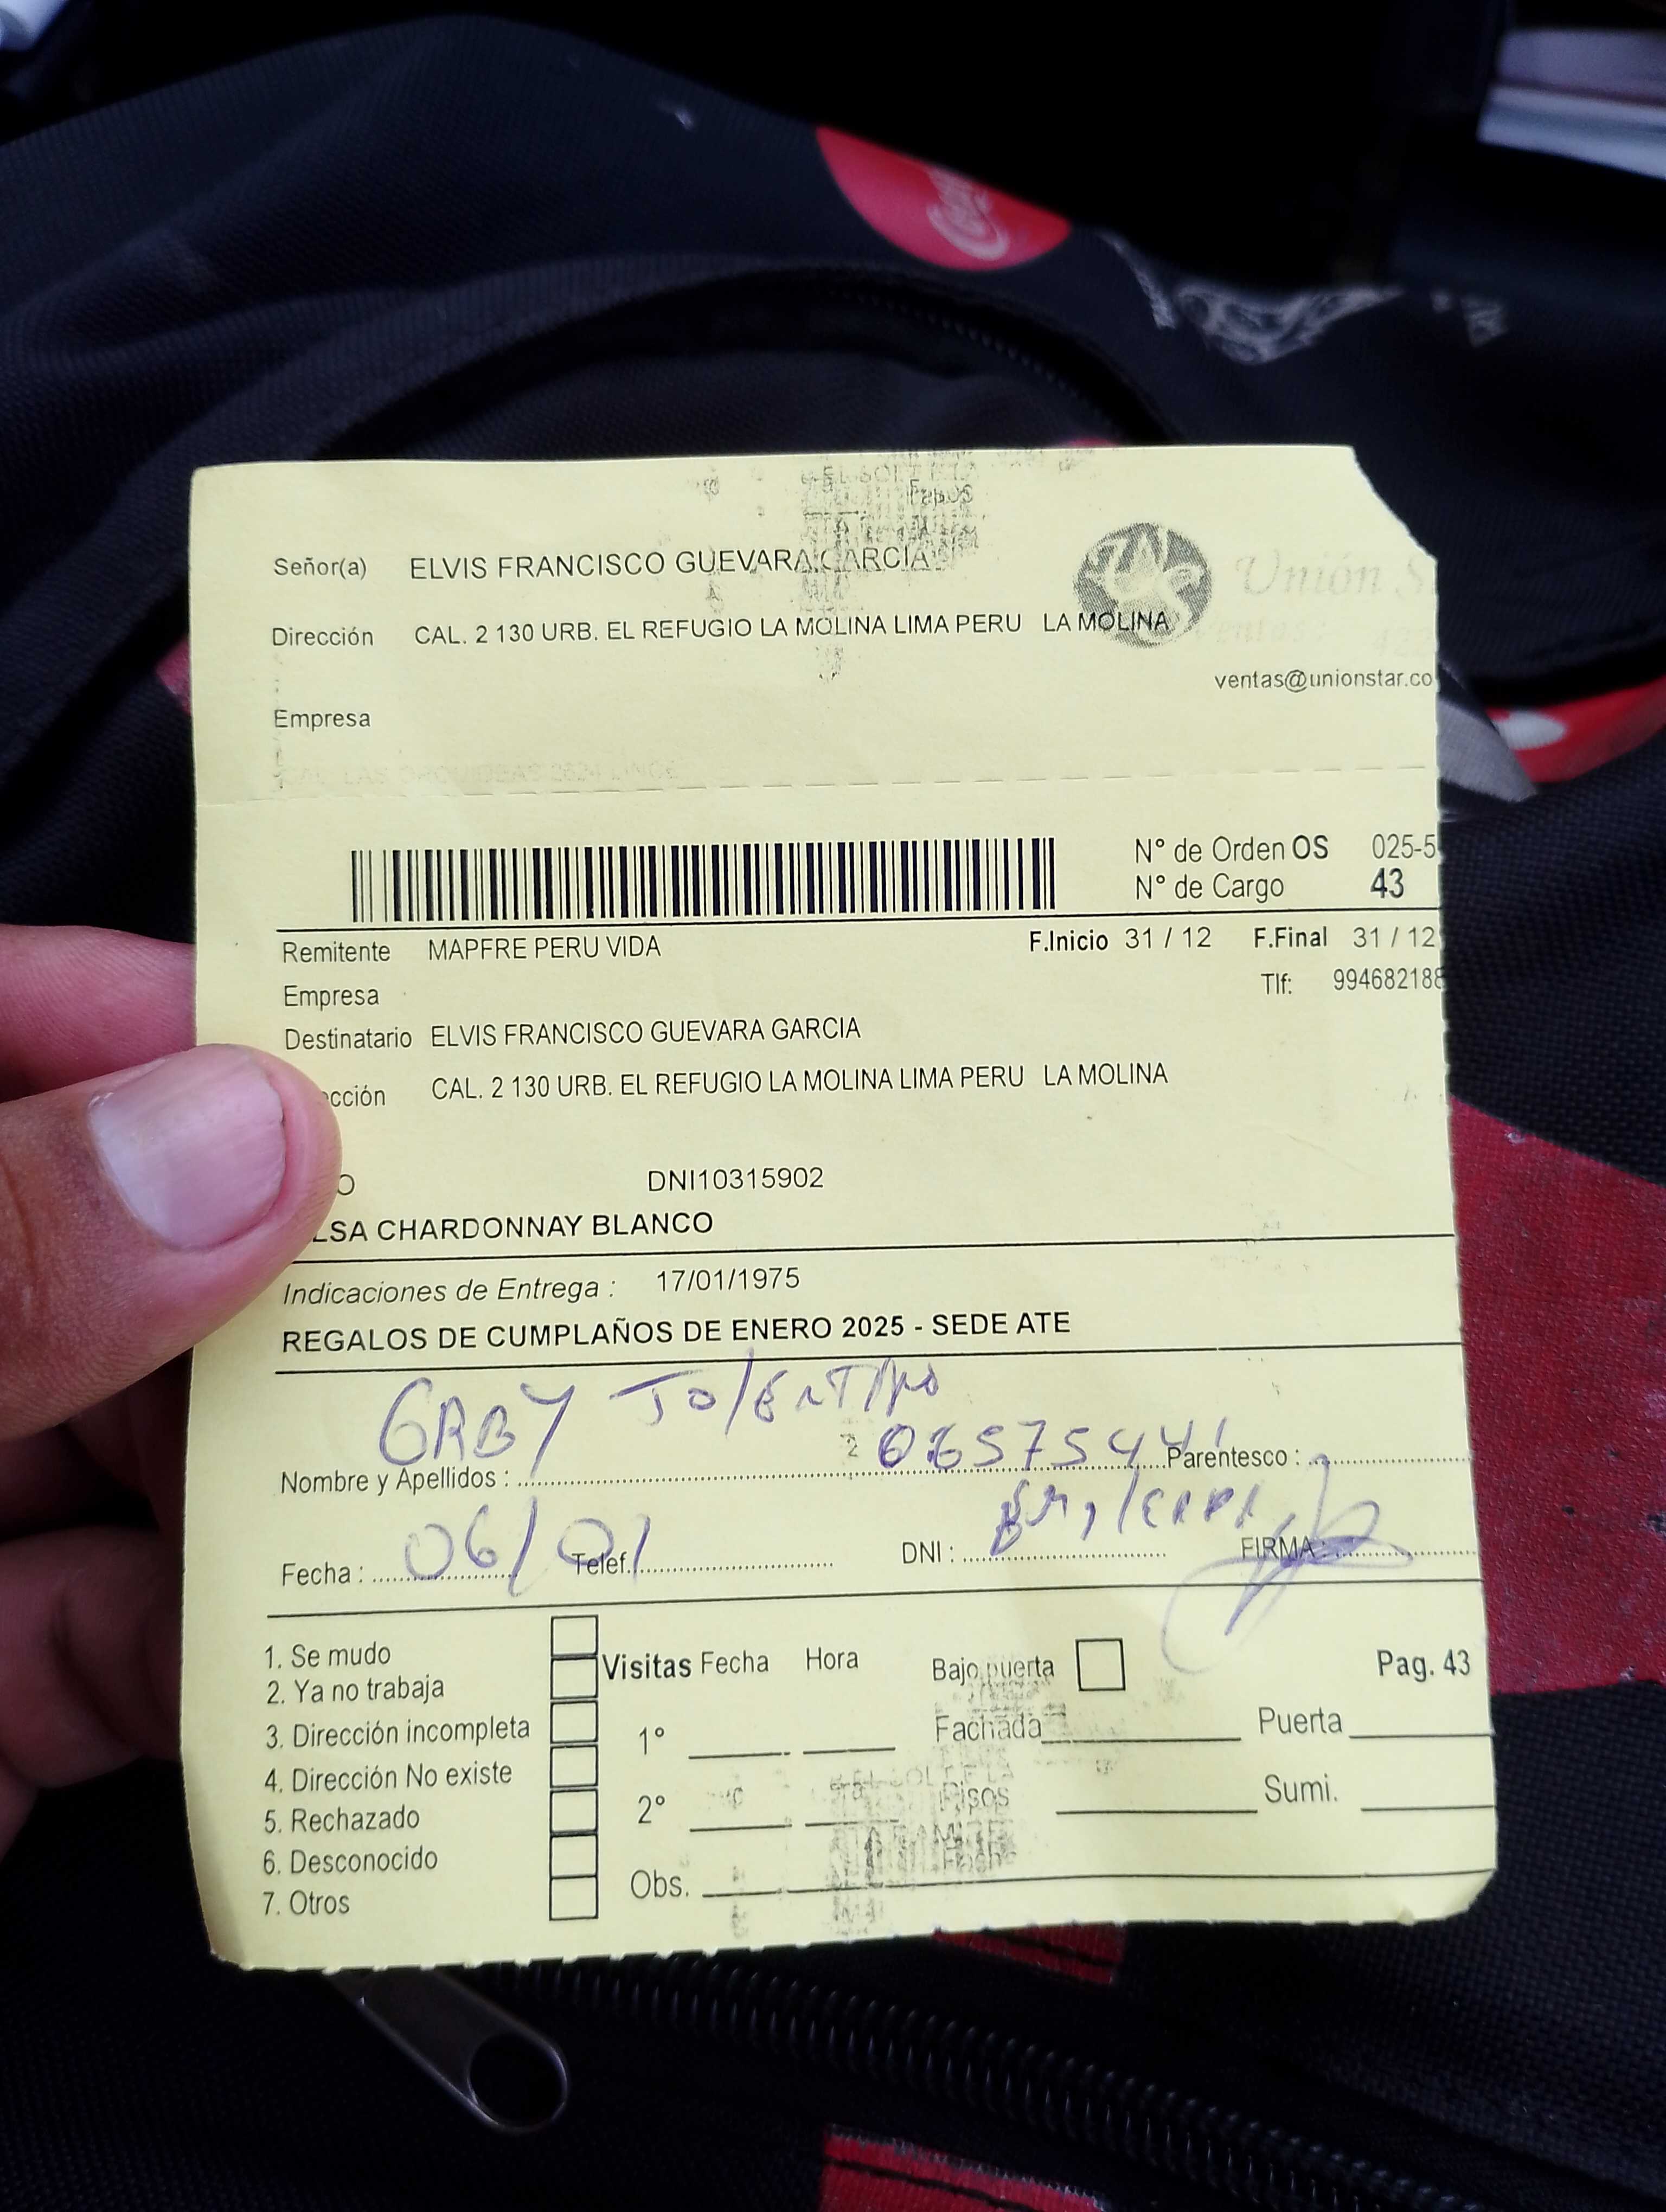 Señor(a) ELVIS FRANCISCO GUEVARA GARCIA
Dirección CAL. 2 130 URB. EL REFUGIO LA MOLINA LIMA PERU LA MOLINA
Unión S
ventas@unionstar.co
Empresa
N° de Orden OS 025-5
N° de Cargo 43
Remitente MAPFRE PERU VIDA F.Inicio 31 / 12 F.Final 31 / 12
Empresa Tlf: 994682188
Destinatario ELVIS FRANCISCO GUEVARA GARCIA
cción CAL. 2 130 URB. EL REFUGIO LA MOLINA LIMA PERU LA MOLINA
O DNI10315902
LSA CHARDONNAY BLANCO
Indicaciones de Entrega : 17/01/1975
REGALOS DE CUMPLAÑOS DE ENERO 2025 - SEDE ATE
GABY TOLENTINO
Nombre y Apellidos : 06575441 Parentesco :
Fecha : 06/01 Telef. DNI : FIRMA :
1. Se mudo
2. Ya no trabaja
3. Dirección incompleta
4. Dirección No existe
5. Rechazado
6. Desconocido
7. Otros
Visitas Fecha Hora
1°
2°
Obs.
Bajo puerta Pag. 43
Fachada Puerta
Pisos Sumi.